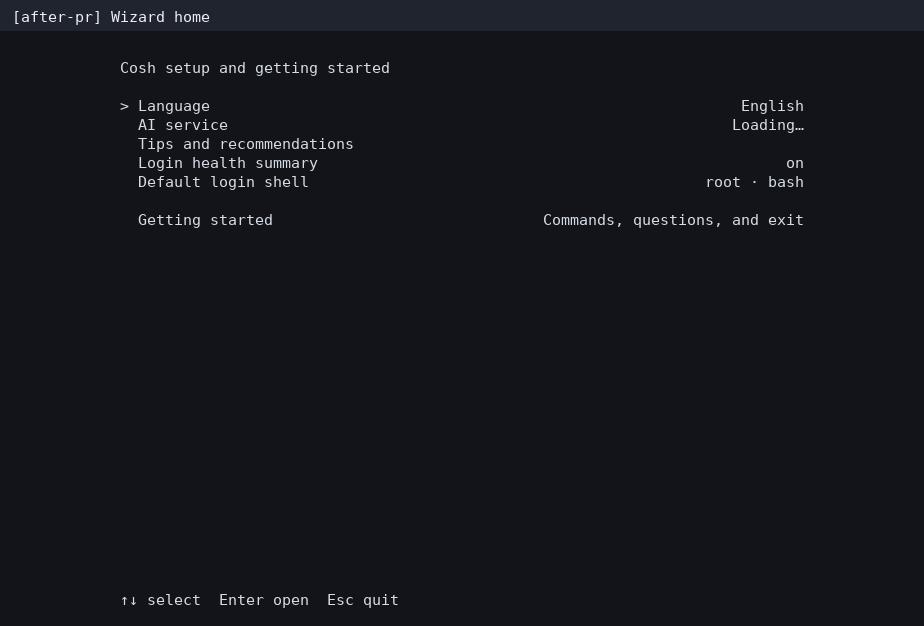 [after-pr] Wizard home
Cosh setup and getting started
> Language English
AI service Loading…
Tips and recommendations
Login health summary on
Default login shell root · bash
Getting started Commands, questions, and exit
↑↓ select Enter open Esc quit